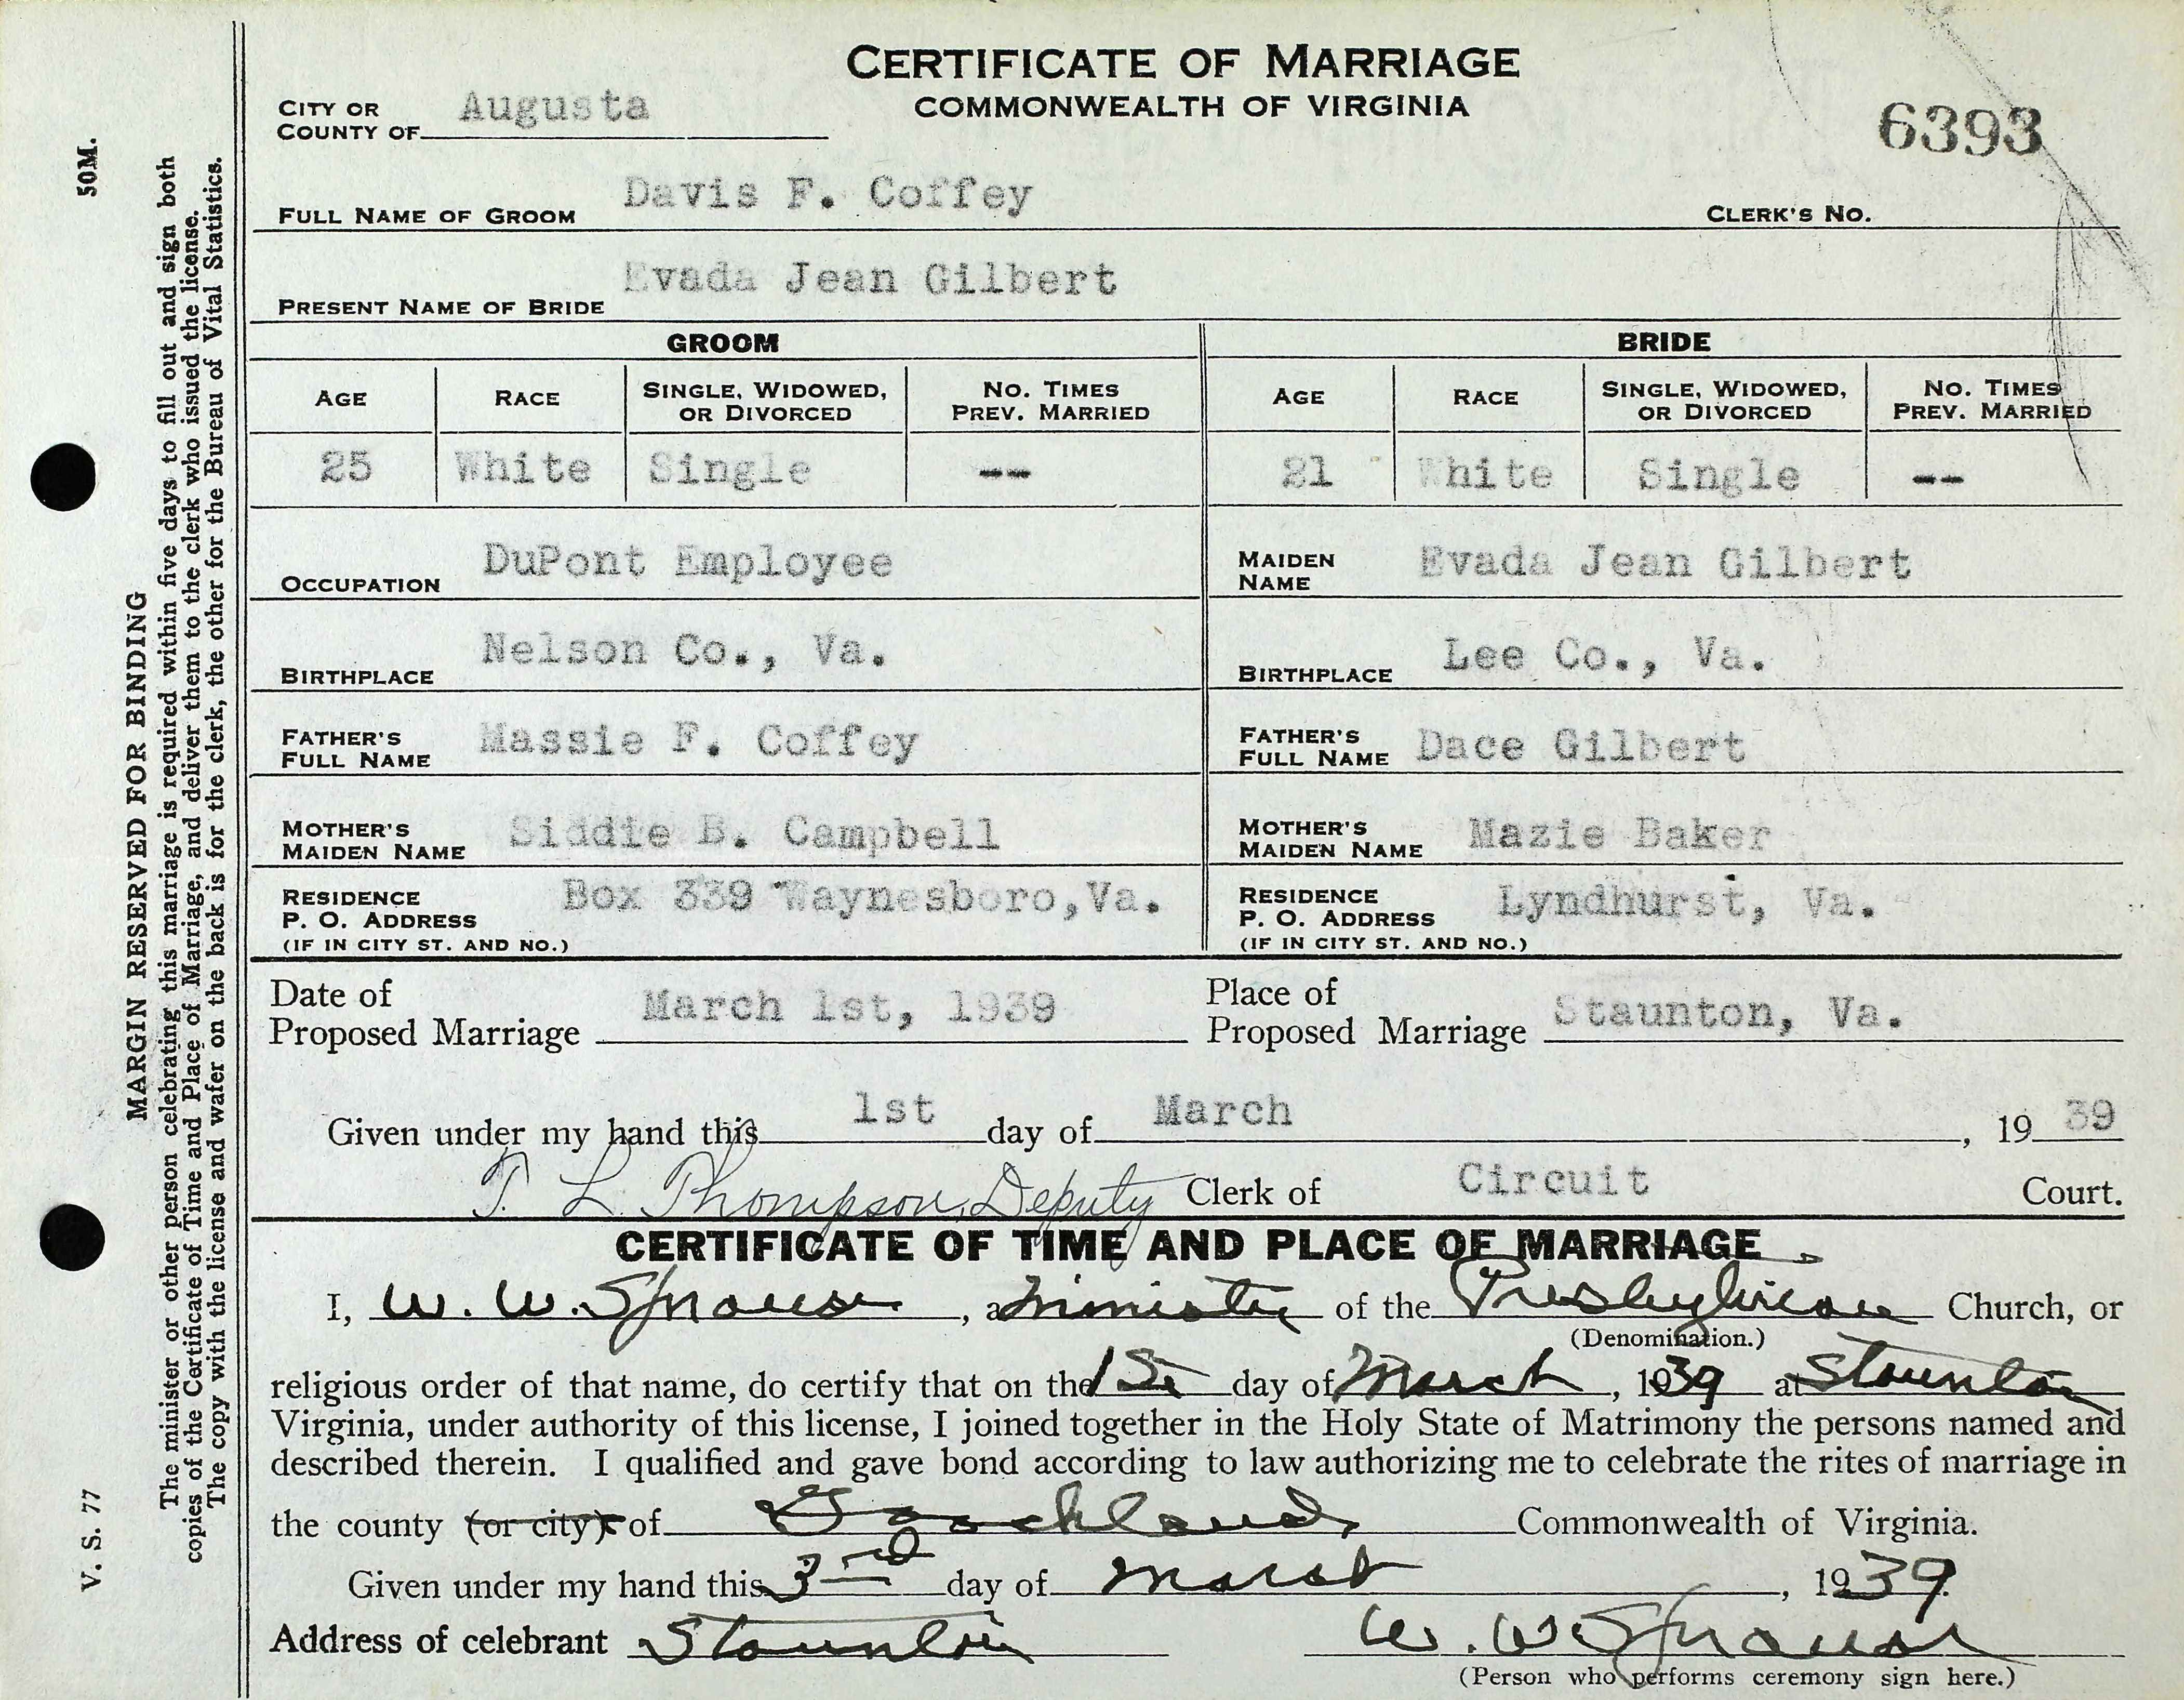 CERTIFICATE OF MARRIAGE
COMMONWEALTH OF VIRGINIA
CITY OR COUNTY OF Augusta
6393
FULL NAME OF GROOM Davis F. Coffey CLERK'S NO.
PRESENT NAME OF BRIDE Evada Jean Gilbert
GROOM BRIDE
AGE RACE SINGLE, WIDOWED, OR DIVORCED NO. TIMES PREV. MARRIED AGE RACE SINGLE, WIDOWED, OR DIVORCED NO. TIMES PREV. MARRIED
25 White Single -- 21 White Single --
OCCUPATION DuPont Employee MAIDEN NAME Evada Jean Gilbert
BIRTHPLACE Nelson Co., Va. BIRTHPLACE Lee Co., Va.
FATHER'S FULL NAME Massie F. Coffey FATHER'S FULL NAME Dace Gilbert
MOTHER'S MAIDEN NAME Siddie B. Campbell MOTHER'S MAIDEN NAME Mazie Baker
RESIDENCE P. O. ADDRESS (IF IN CITY ST. AND NO.) Box 339 Waynesboro, Va. RESIDENCE P. O. ADDRESS (IF IN CITY ST. AND NO.) Lyndhurst, Va.
Date of Proposed Marriage March 1st, 1939 Place of Proposed Marriage Staunton, Va.
Given under my hand this 1st day of March, 1939
T. L. Thompson, Deputy Clerk of Circuit Court.
CERTIFICATE OF TIME AND PLACE OF MARRIAGE
I, W. W. , a Minister of the Presbyterian Church, or
(Denomination.)
religious order of that name, do certify that on the 1st day of March, 1939 at Staunton
Virginia, under authority of this license, I joined together in the Holy State of Matrimony the persons named and
described therein. I qualified and gave bond according to law authorizing me to celebrate the rites of marriage in
the county (or city) of Goochland Commonwealth of Virginia.
Given under my hand this 3rd day of March, 1939.
Address of celebrant Staunton W. W.
(Person who performs ceremony sign here.)
50M.
MARGIN RESERVED FOR BINDING
The minister or other person celebrating this marriage is required within five days to fill out and sign both
copies of the Certificate of Time and Place of Marriage, and deliver them to the clerk who issued the license.
The copy with the license and wafer on the back is for the clerk, the other for the Bureau of Vital Statistics.
V. S. 77